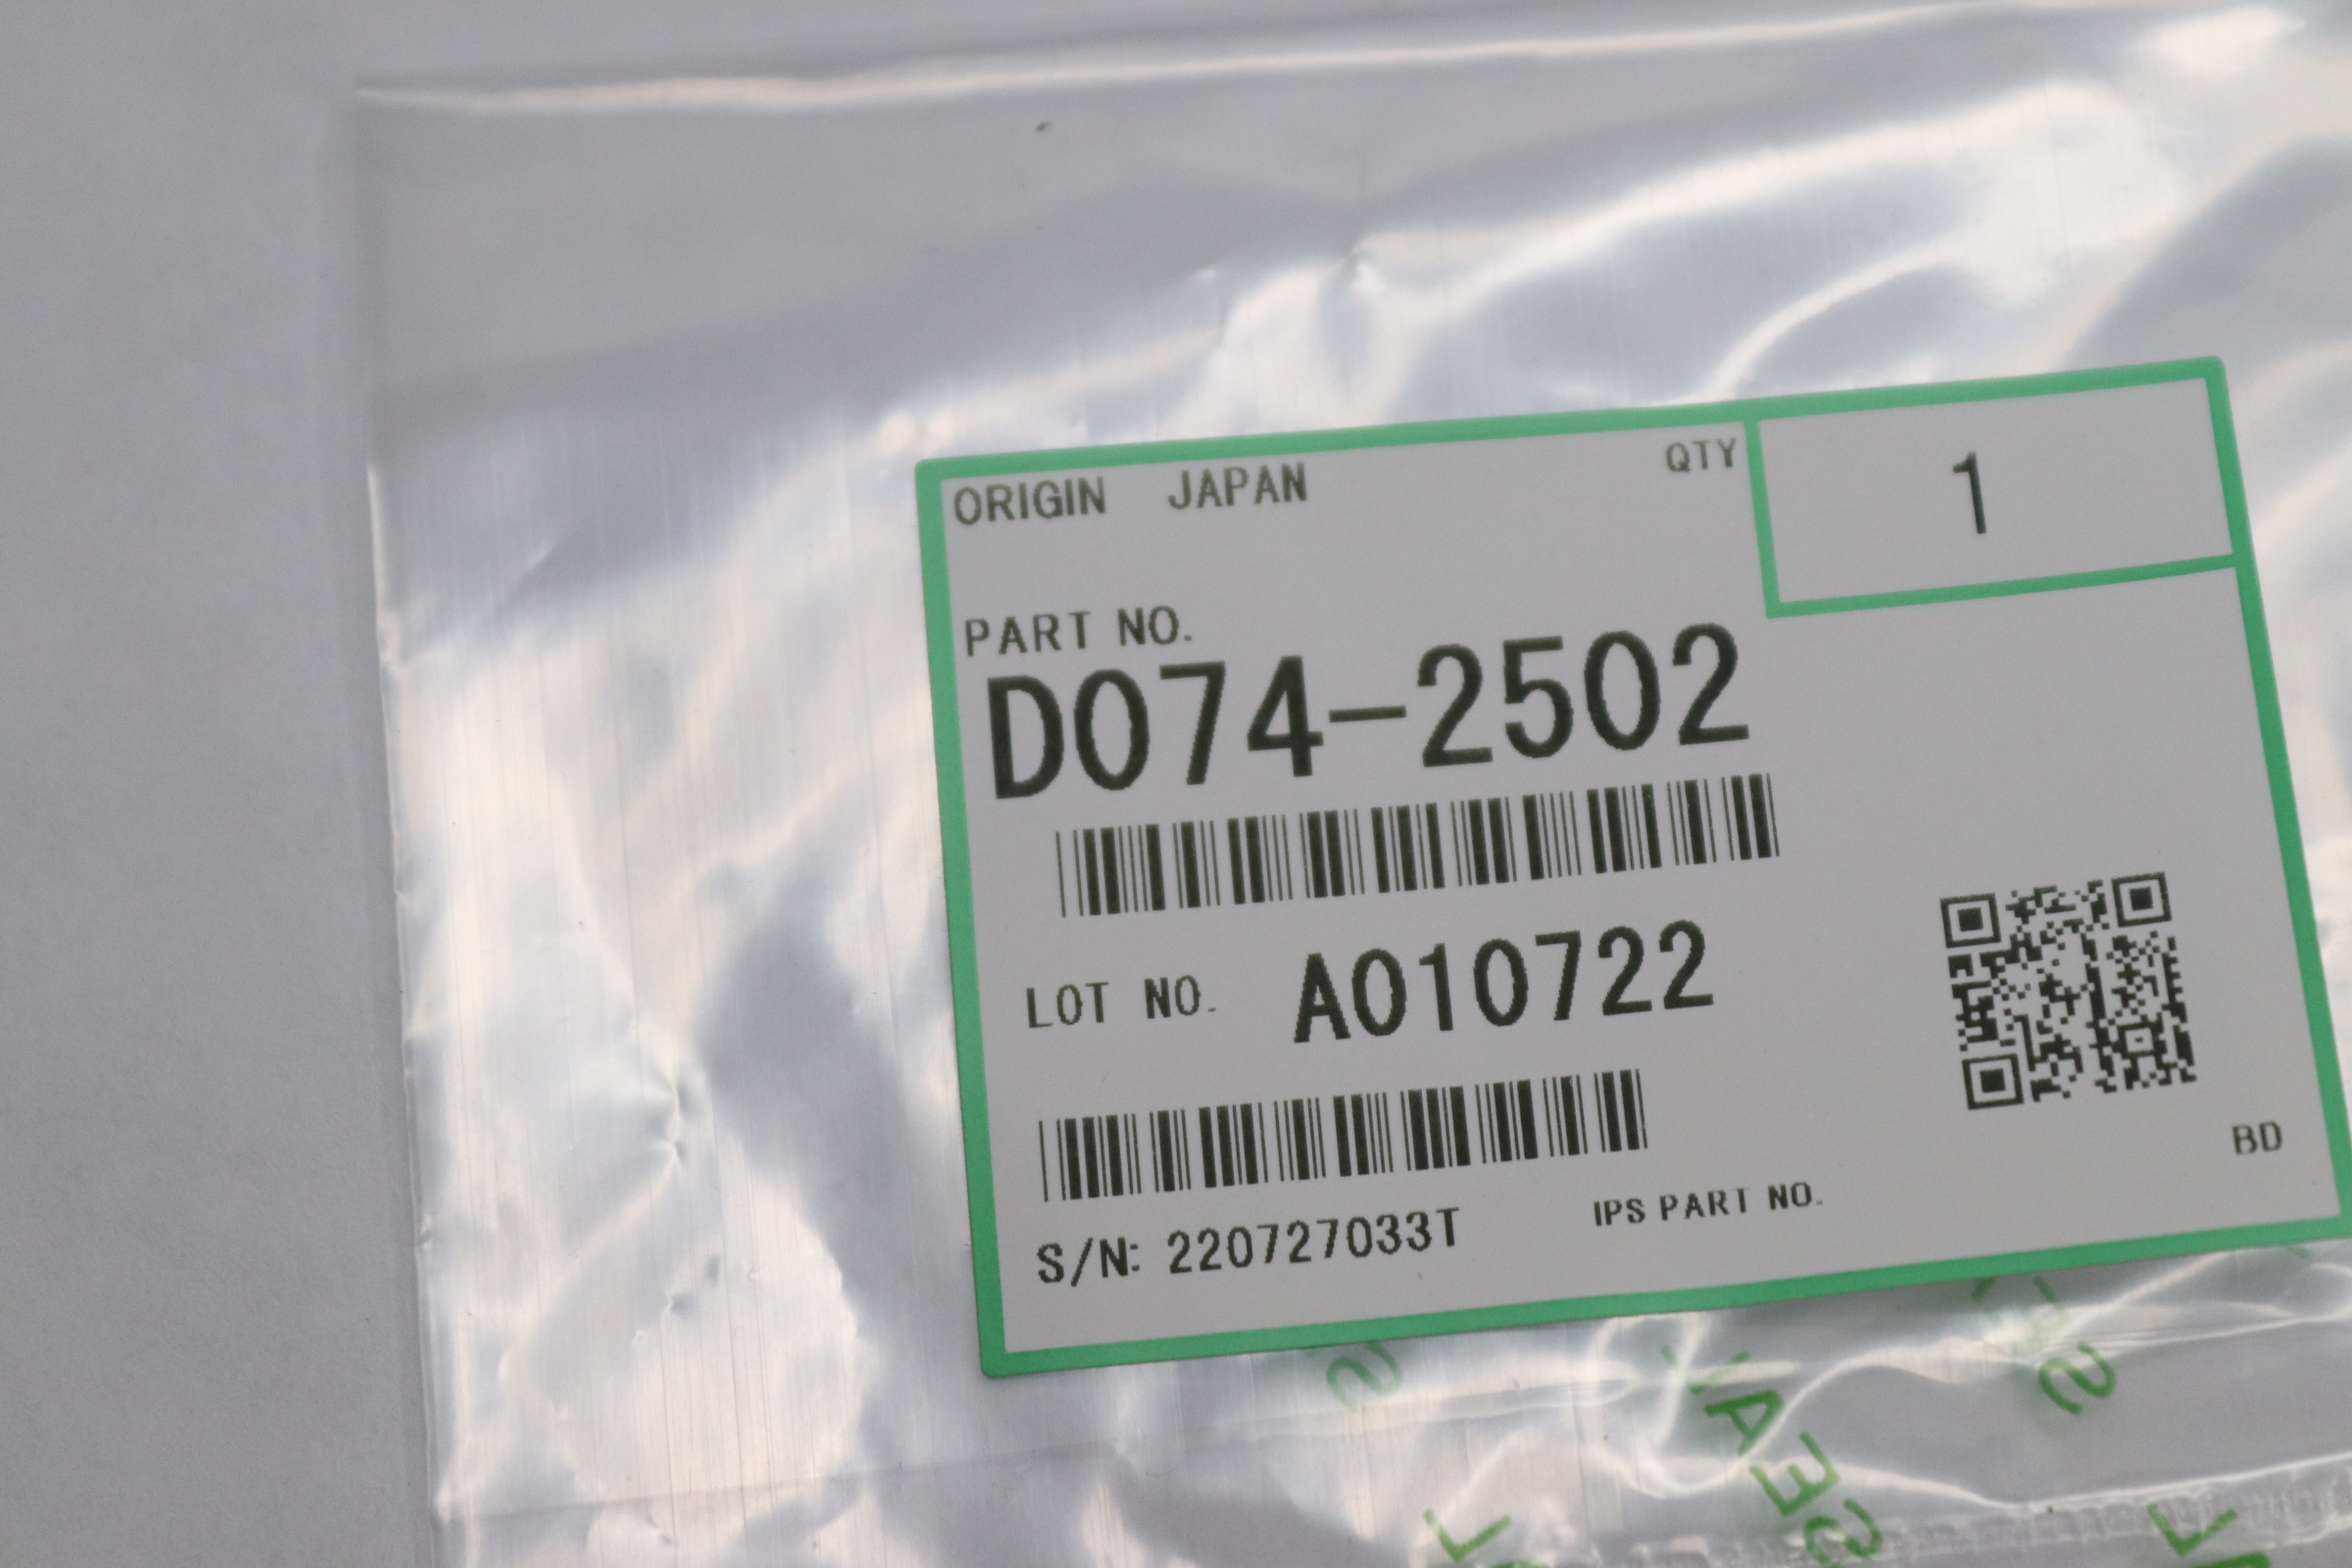 ORIGIN JAPAN QTY 1
PART NO.
D074-2502
LOT NO. A010722
BD
S/N: 220727033T IPS PART NO.